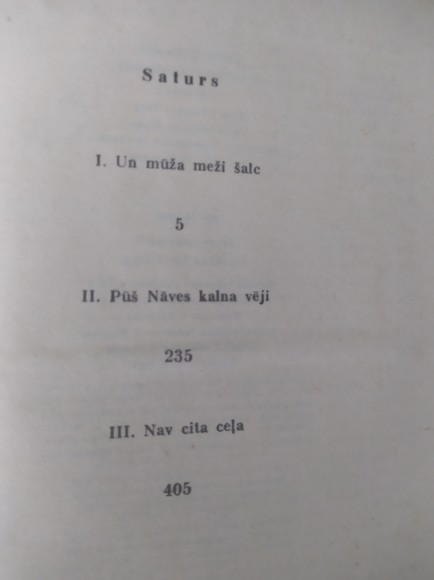 Saturs
I. Un mūža meži šalc
5
II. Pūš Nāves kalna vēji
235
III. Nav cita ceļa
405